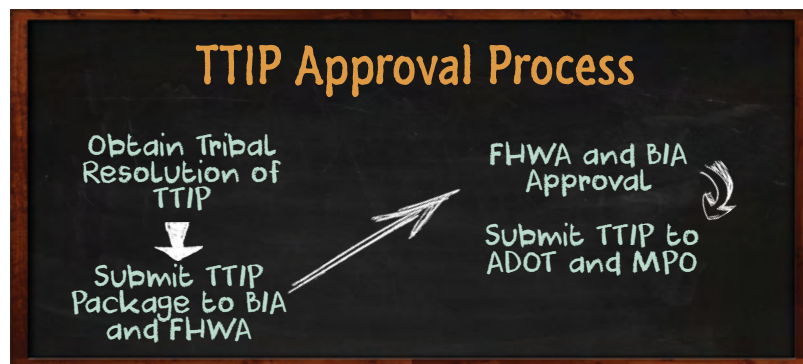 TTIP Approval Process
Obtain Tribal
Resolution of
TTIP
Submit TTIP
Package to BIA
and FHWA
FHWA and BIA
Approval
Submit TTIP to
ADOT and MPO